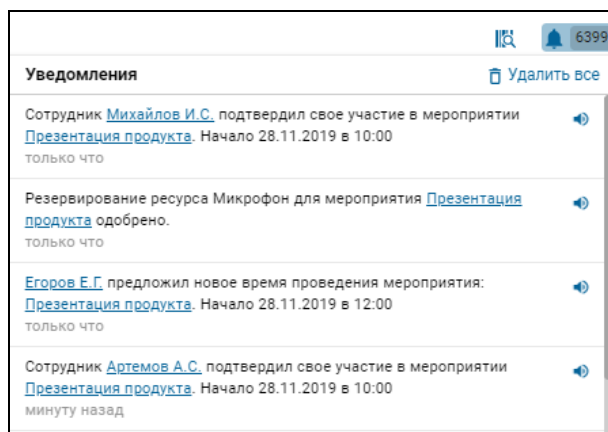 6399
Уведомления Удалить все
Сотрудник Михайлов И.С. подтвердил свое участие в мероприятии
Презентация продукта. Начало 28.11.2019 в 10:00
только что
Резервирование ресурса Микрофон для мероприятия Презентация
продукта одобрено.
только что
Егоров Е.Г. предложил новое время проведения мероприятия:
Презентация продукта. Начало 28.11.2019 в 12:00
только что
Сотрудник Артемов А.С. подтвердил свое участие в мероприятии
Презентация продукта. Начало 28.11.2019 в 10:00
минуту назад